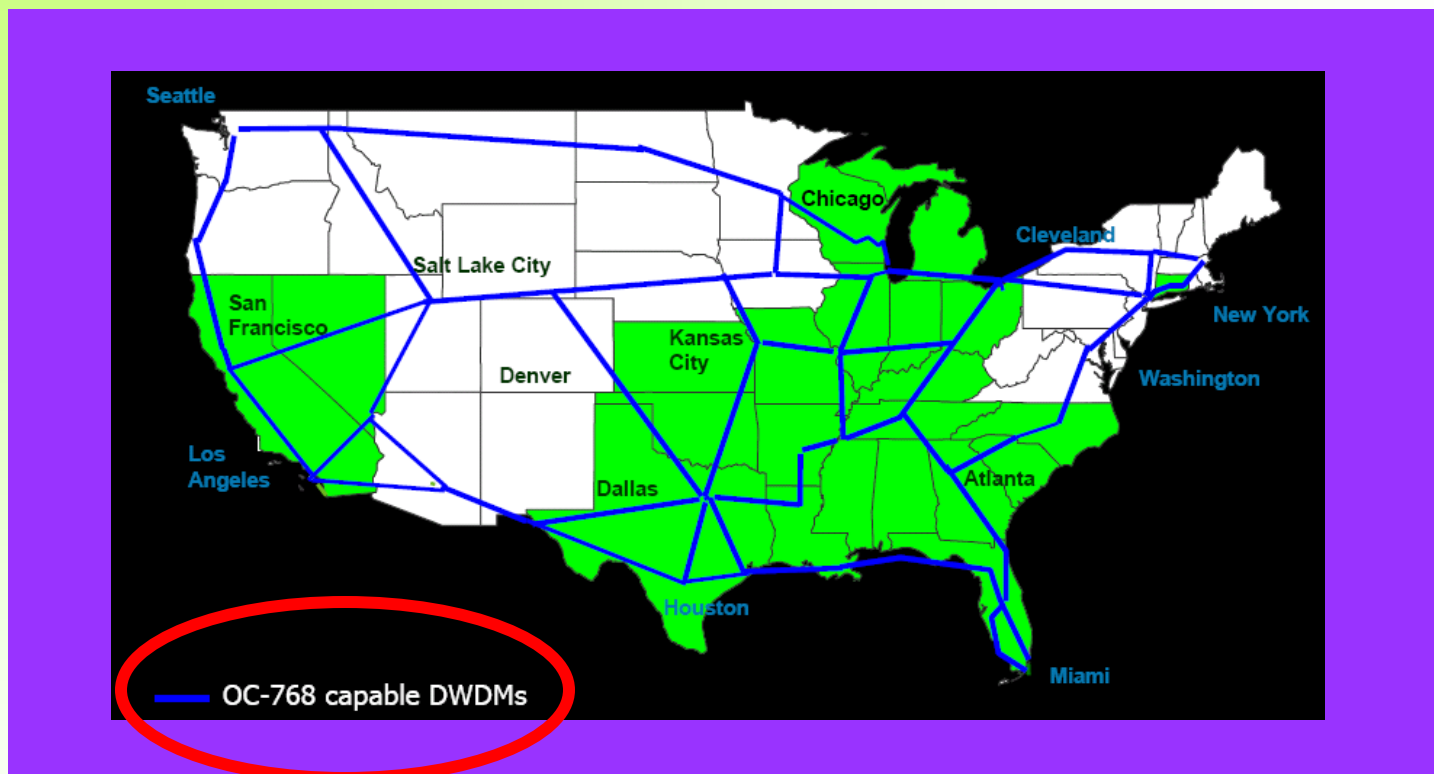 Seattle
Chicago
Cleveland
Salt Lake City
San
Francisco
New York
Kansas
City
Denver
Washington
Los
Angeles
Dallas
Atlanta
Houston
Miami
OC-768 capable DWDMs